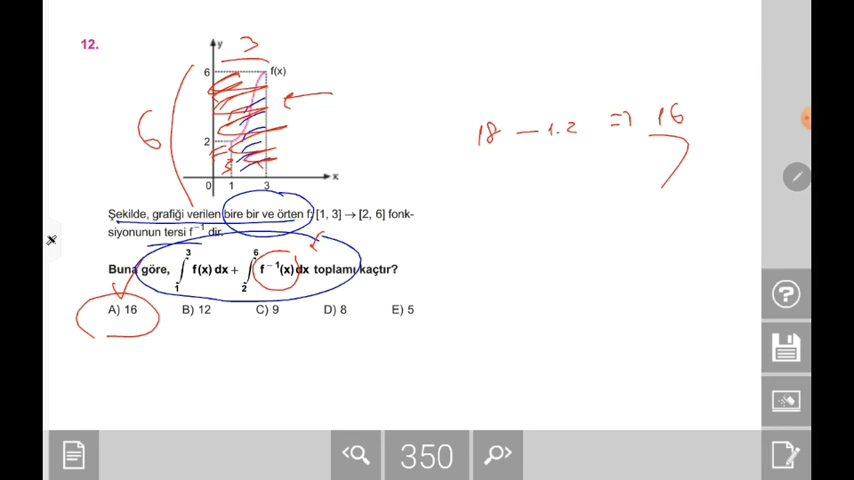 12.
y
3
6
f(x)
6
2
0
1
3
x
18 - 1.2 => 16
Şekilde, grafiği verilen bire bir ve örten f: [1, 3] → [2, 6] fonk-
siyonunun tersi f⁻¹ dir.
Buna göre, ∫₁³ f(x) dx + ∫₂⁶ f⁻¹(x) dx toplamı kaçtır?
A) 16 B) 12 C) 9 D) 8 E) 5
350